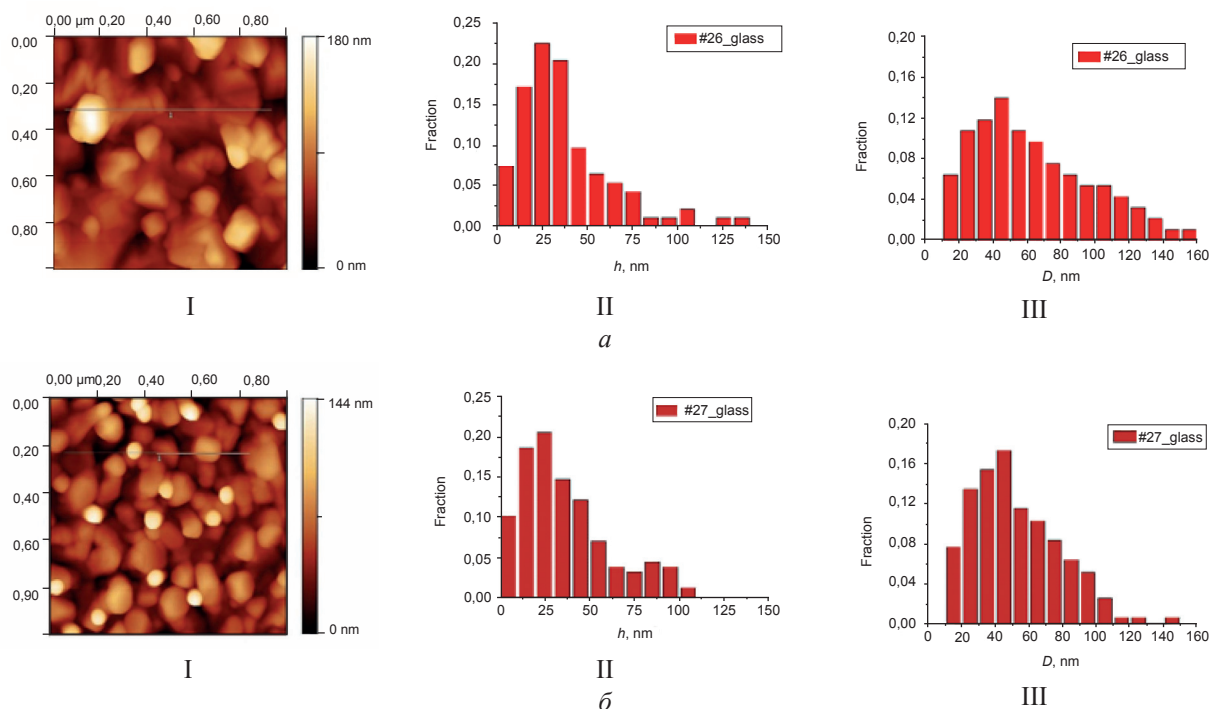 0,00 µm 0,20 0,40 0,60 0,80
0,00
0,20
0,40
0,60
0,80
180 nm
0 nm
1
I
0,25
0,20
0,15
0,10
0,05
0,00
Fraction
#26_glass
0 25 50 75 100 150
h, nm
II
а
0,20
0,16
0,12
0,08
0,04
0,00
Fraction
#26_glass
0 20 40 60 80 100 120 140 160
D, nm
III
0,00 µm 0,20 0,40 0,60 0,80
0,00
0,20
0,40
0,60
0,90
144 nm
0 nm
1
I
0,25
0,20
0,15
0,10
0,05
0,00
Fraction
#27_glass
0 25 50 75 100 150
h, nm
II
б
0,20
0,16
0,12
0,08
0,04
0,00
Fraction
#27_glass
0 20 40 60 80 100 120 140 160
D, nm
III